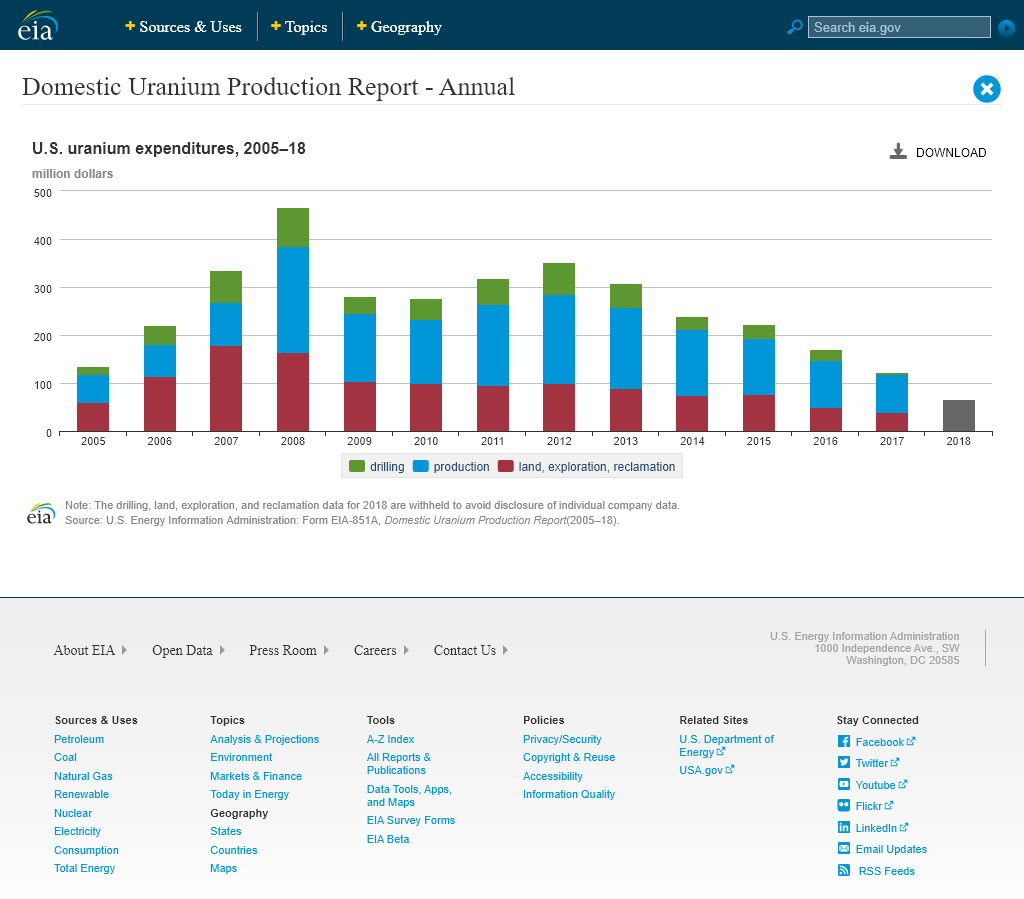 eia
Sources & Uses
Topics
Geography
Search eia.gov
Domestic Uranium Production Report - Annual
U.S. uranium expenditures, 2005–18
DOWNLOAD
million dollars
500
400
300
200
100
0
2005 2006 2007 2008 2009 2010 2011 2012 2013 2014 2015 2016 2017 2018
drilling production land, exploration, reclamation
eia
Note: The drilling, land, exploration, and reclamation data for 2018 are withheld to avoid disclosure of individual company data.
Source: U.S. Energy Information Administration: Form EIA-851A, Domestic Uranium Production Report(2005–18).
About EIA
Open Data
Press Room
Careers
Contact Us
U.S. Energy Information Administration
1000 Independence Ave., SW
Washington, DC 20585
Sources & Uses
Petroleum
Coal
Natural Gas
Renewable
Nuclear
Electricity
Consumption
Total Energy
Topics
Analysis & Projections
Environment
Markets & Finance
Today in Energy
Geography
States
Countries
Maps
Tools
A-Z Index
All Reports &
Publications
Data Tools, Apps,
and Maps
EIA Survey Forms
EIA Beta
Policies
Privacy/Security
Copyright & Reuse
Accessibility
Information Quality
Related Sites
U.S. Department of
Energy
USA.gov
Stay Connected
Facebook
Twitter
Youtube
Flickr
LinkedIn
Email Updates
RSS Feeds